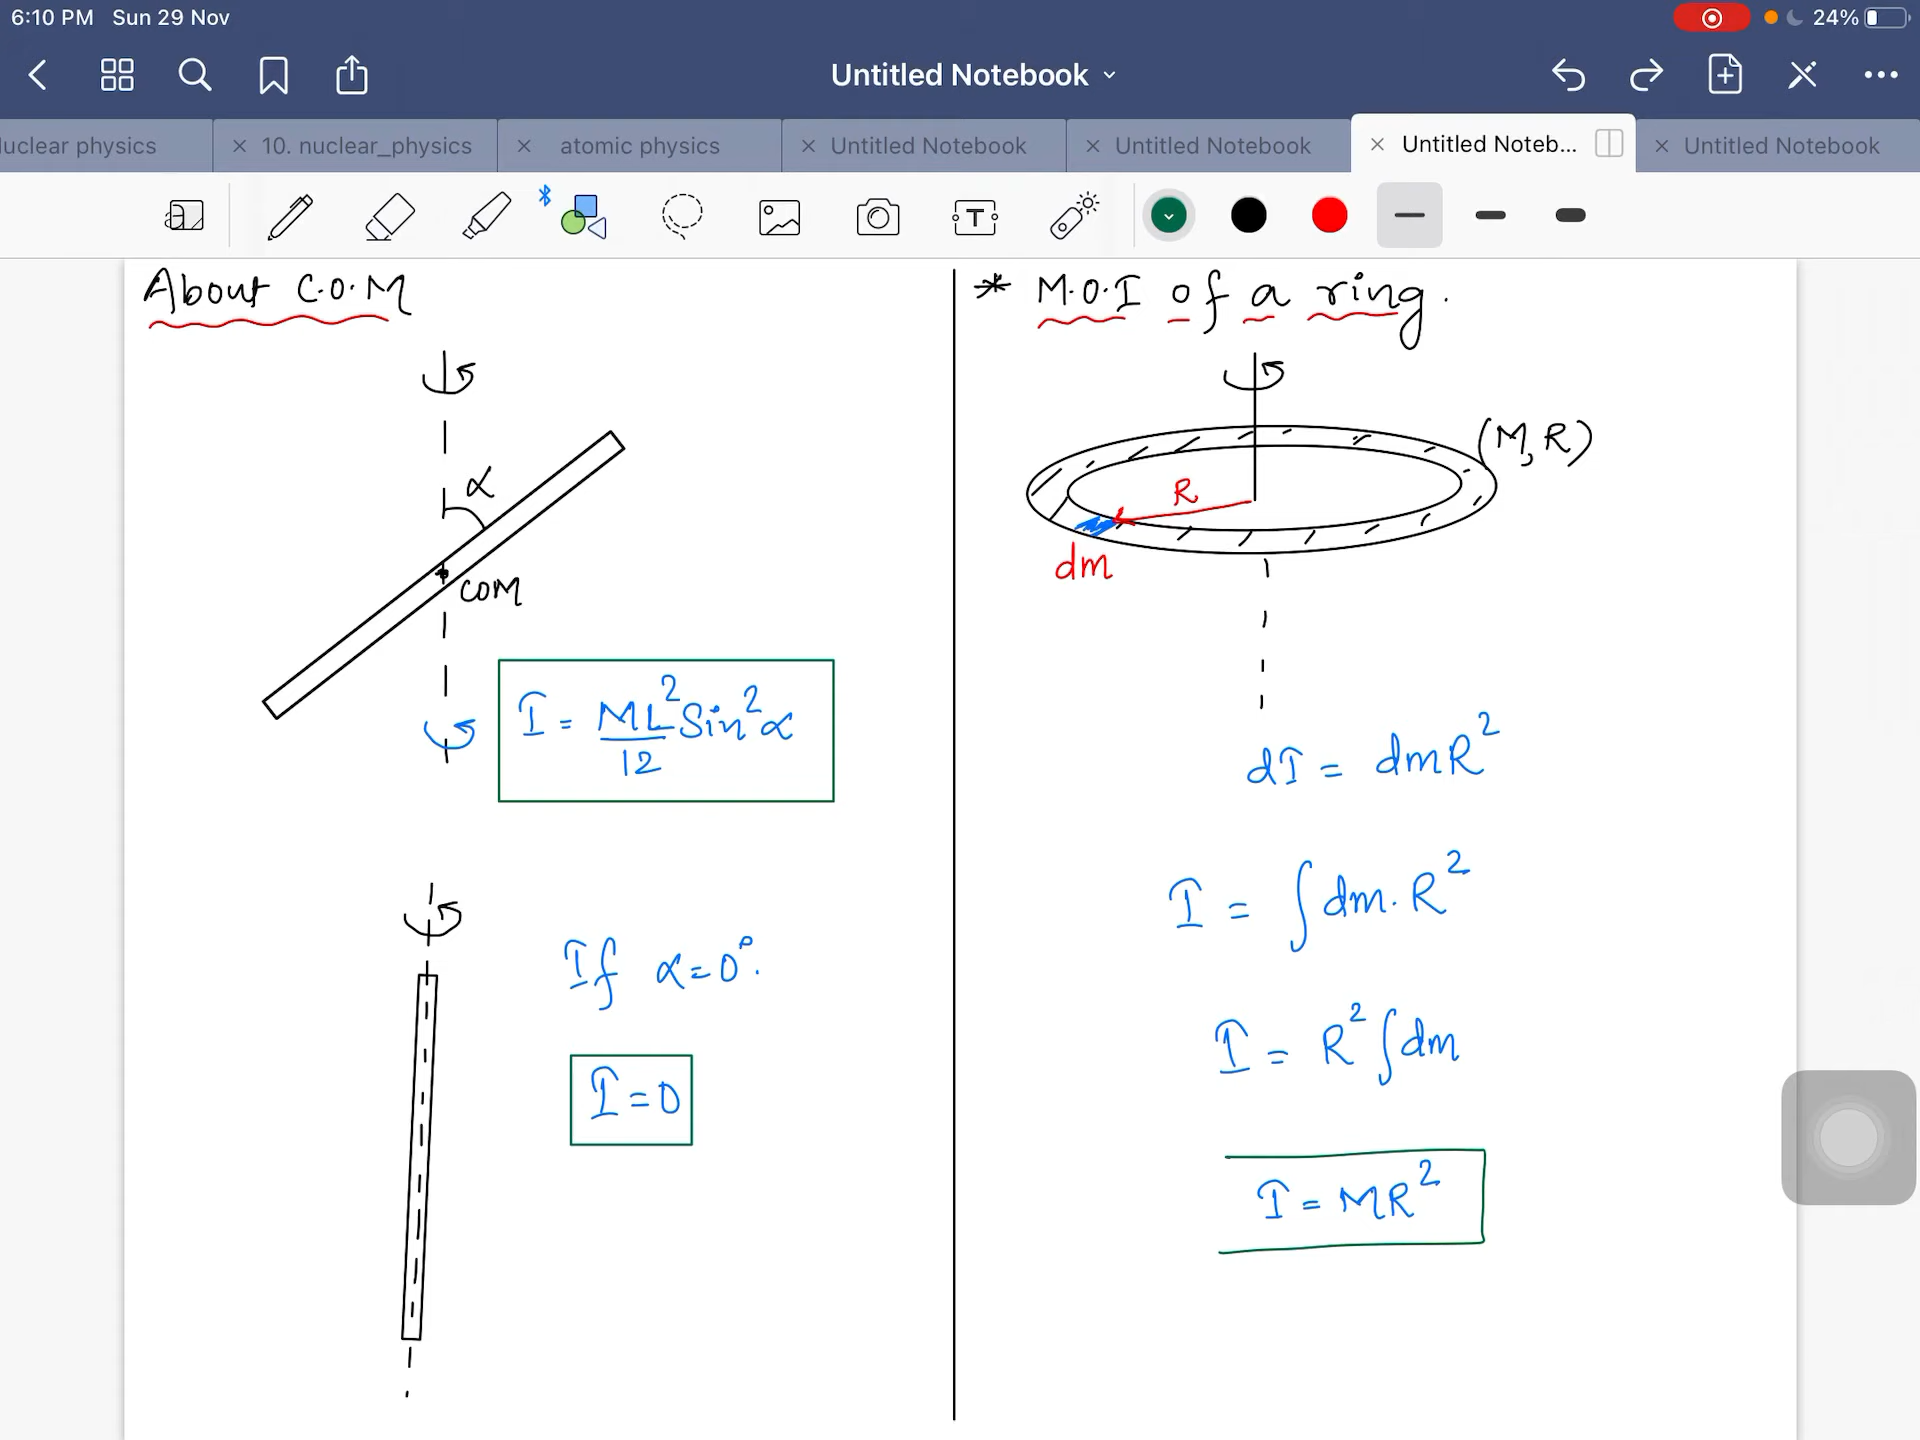 6:10 PM Sun 29 Nov
24%
Untitled Notebook
uclear physics
10. nuclear_physics
atomic physics
Untitled Notebook
Untitled Notebook
Untitled Noteb...
Untitled Notebook
a
T
About C.O.M
α
COM
I = ML²/12 Sin²α
If α=0°.
I=0
* M.O.I of a ring.
(M,R)
R
dm
dI = dmR²
I = ∫dm.R²
I = R²∫dm
I = MR²